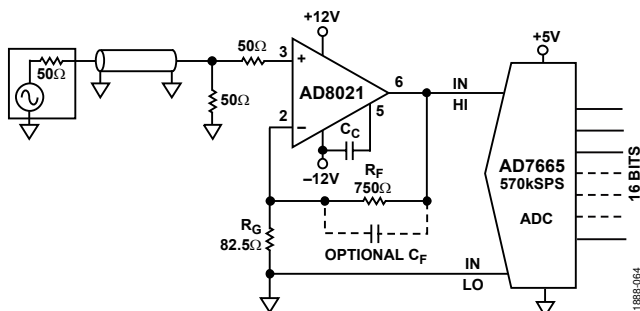 +12V
+5V
50Ω
50Ω
3
+
AD8021
6
IN
HI
50Ω
5
2
−
C_C
−12V
R_F
750Ω
AD7665
570kSPS
ADC
16 BITS
R_G
82.5Ω
OPTIONAL C_F
IN
LO
1888-064